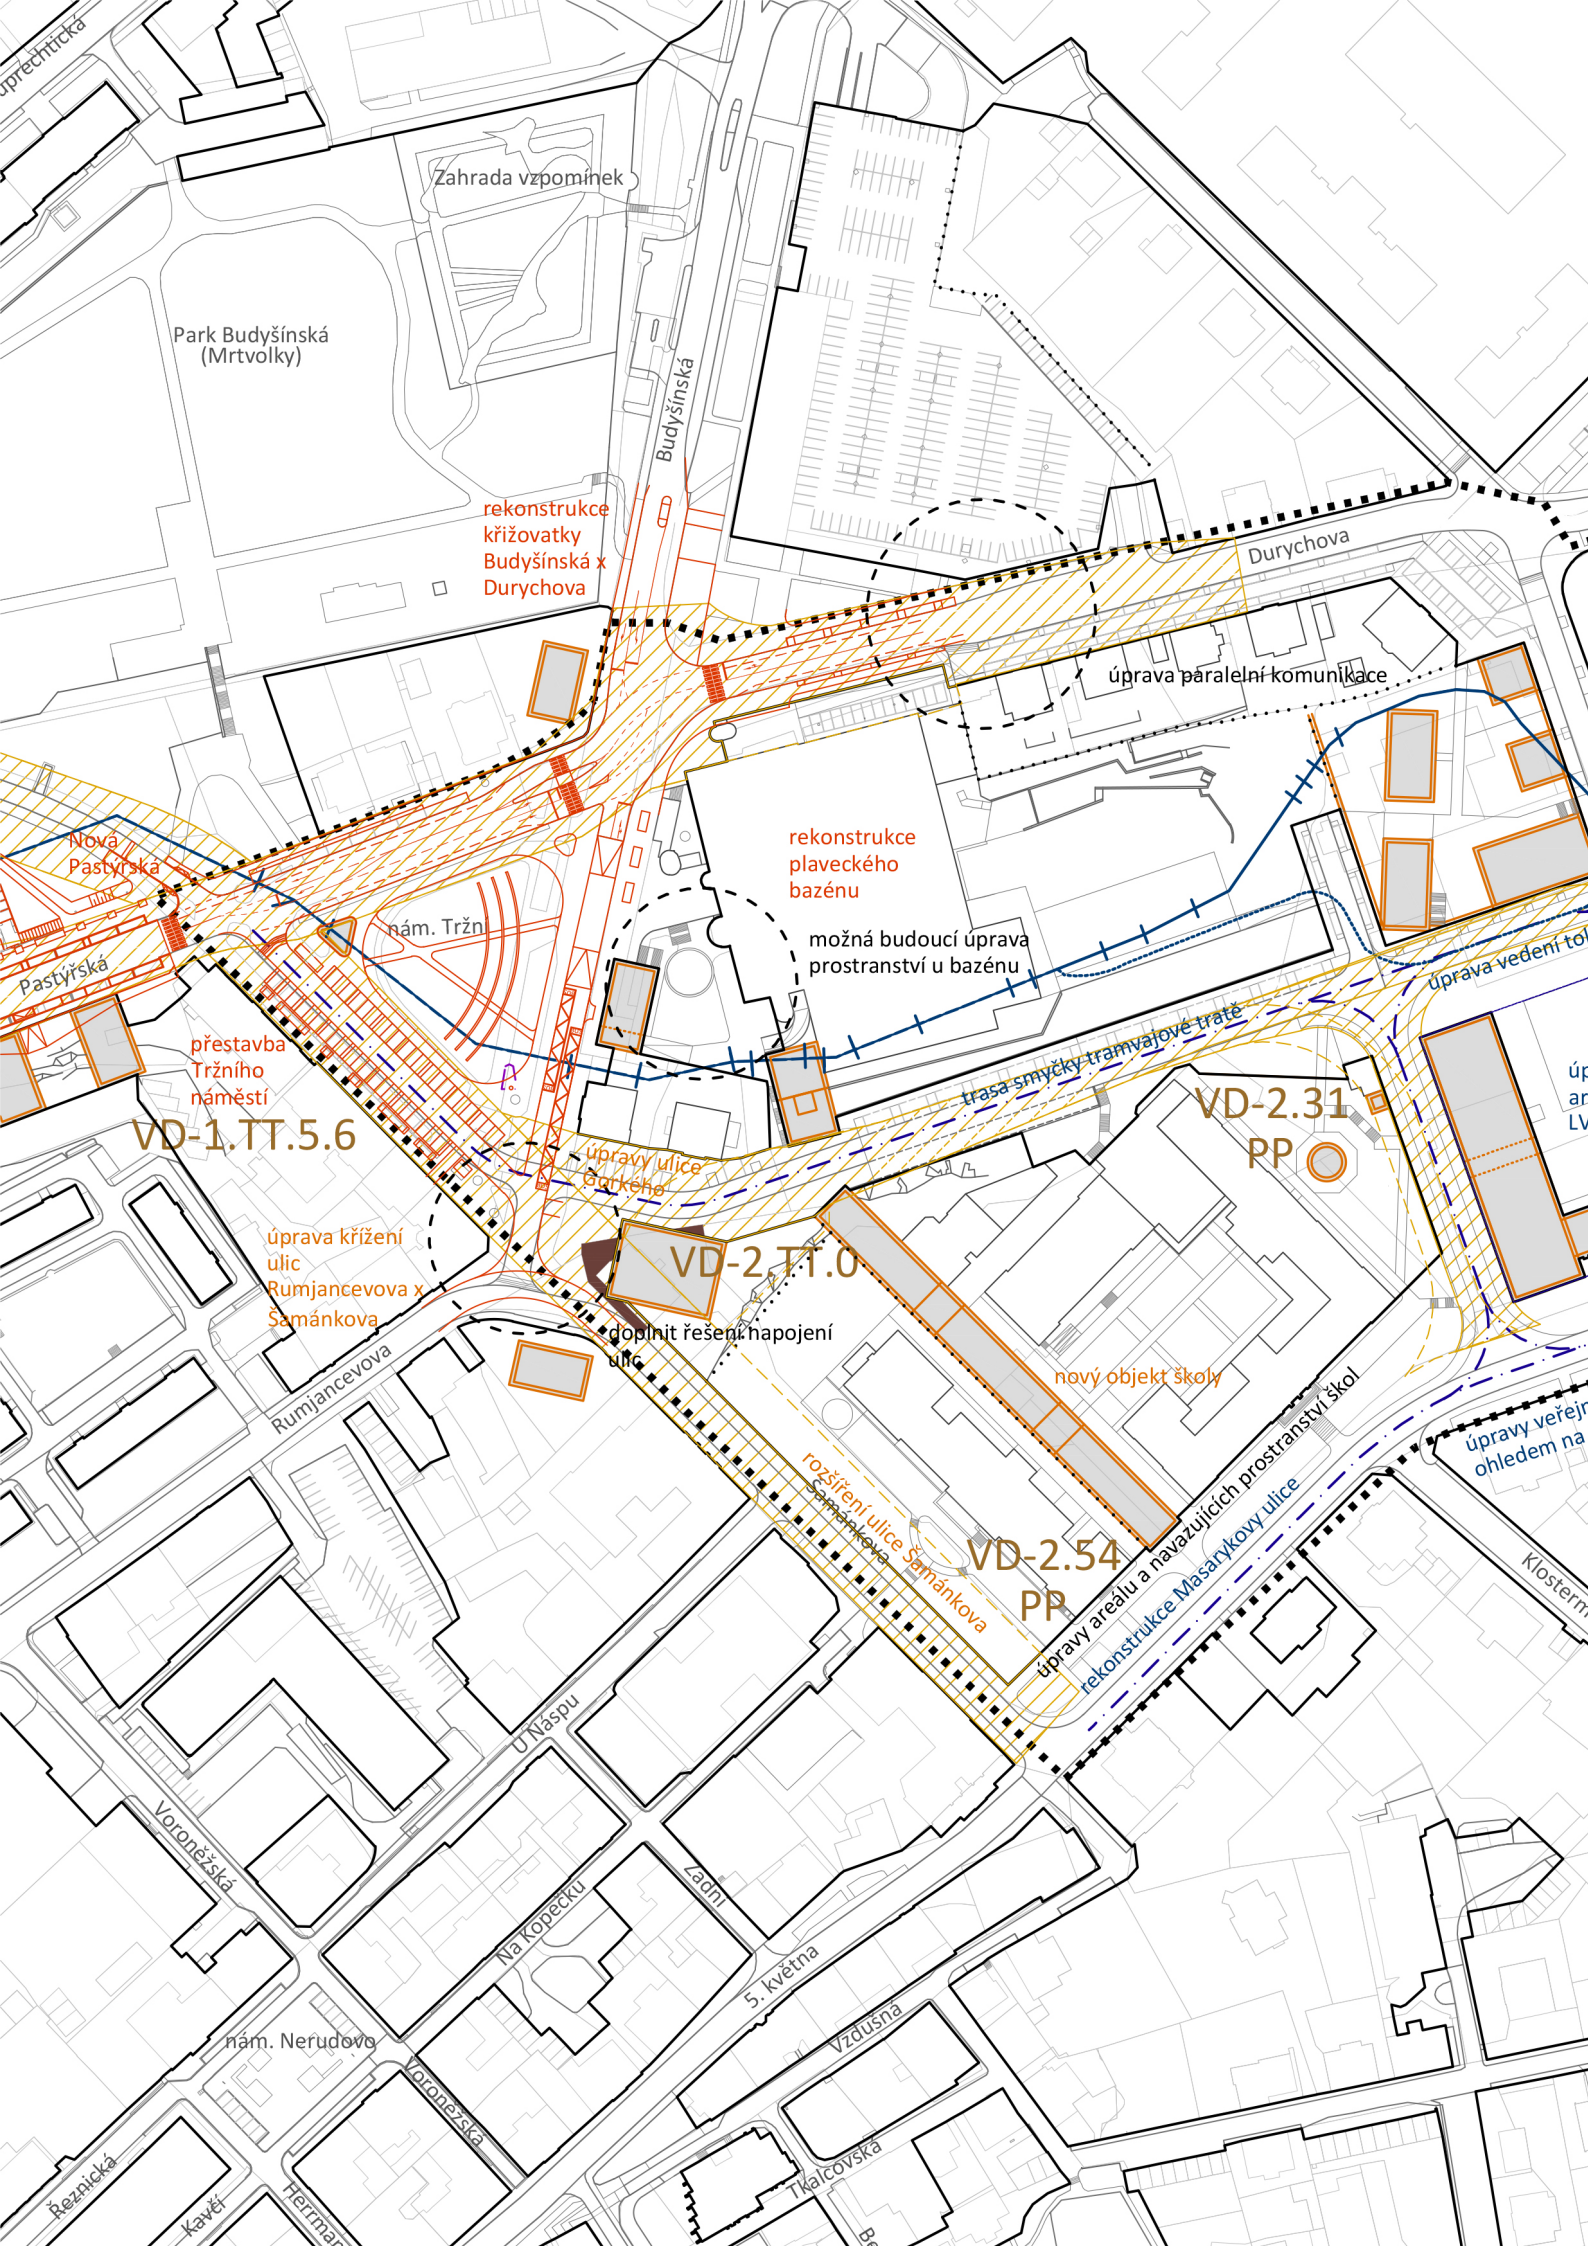 Zahrada vzpomínek
Park Budyšínská
(Mrtvolky)
Budyšínská
rekonstrukce
křižovatky
Budyšínská x
Durychova
Durychova
úprava paralelní komunikace
Nová
Pastýřská
Pastýřská
nám. Tržní
rekonstrukce
plaveckého
bazénu
možná budoucí úprava
prostranství u bazénu
přestavba
Tržního
náměstí
VD-1.TT.5.6
trasa smyčky tramvajové tratě
úprava vedení
VD-2.31
PP
úpravy ulice
Gorkého
úprava křížení
ulic
Rumjancevova x
Šamánkova
VD-2.TT.0
doplnit řešení napojení
ulic
Rumjancevova
nový objekt školy
rozšíření ulice Šamánkova
Šamánkova
VD-2.54
PP
úpravy areálu a navazujících prostranství škol
rekonstrukce Masarykovy ulice
úpravy veřejn
ohledem na
Klosterm
U Náspu
Voroněžská
Na Kopečku
Zadní
5. května
Vzdušná
nám. Nerudovo
Voroněžská
Tkalcovská
Řeznická
Kavčí
Herrman